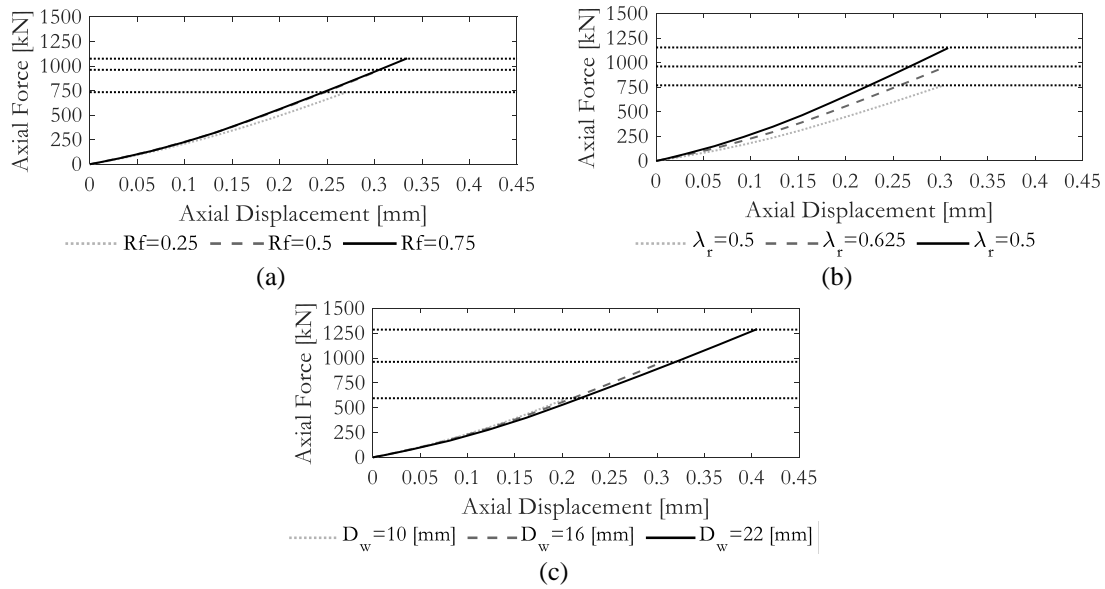 1500
1250
1000
750
500
250
0
Axial Force [kN]
0 0.05 0.1 0.15 0.2 0.25 0.3 0.35 0.4 0.45
Axial Displacement [mm]
Rf=0.25 Rf=0.5 Rf=0.75
(a)
1500
1250
1000
750
500
250
0
Axial Force [kN]
0 0.05 0.1 0.15 0.2 0.25 0.3 0.35 0.4 0.45
Axial Displacement [mm]
λ_r=0.5 λ_r=0.625 λ_r=0.5
(b)
1500
1250
1000
750
500
250
0
Axial Force [kN]
0 0.05 0.1 0.15 0.2 0.25 0.3 0.35 0.4 0.45
Axial Displacement [mm]
D_w=10 [mm] D_w=16 [mm] D_w=22 [mm]
(c)